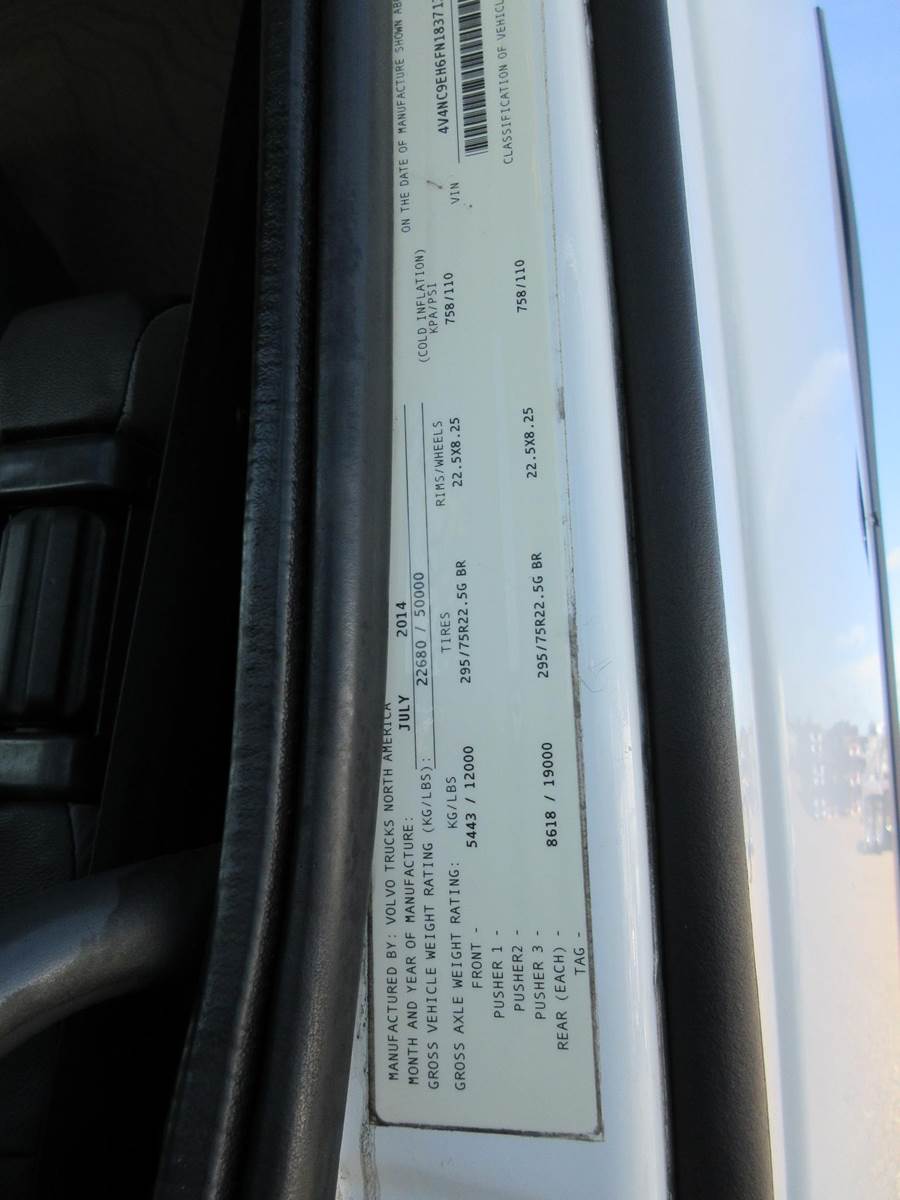 MANUFACTURED BY: VOLVO TRUCKS NORTH AMERICA
MONTH AND YEAR OF MANUFACTURE: JULY 2014
GROSS VEHICLE WEIGHT RATING (KG/LBS): 22680 / 50000
GROSS AXLE WEIGHT RATING: KG/LBS TIRES RIMS/WHEELS (COLD INFLATION) KPA/PSI
FRONT - 5443 / 12000 295/75R22.5G BR 22.5X8.25 758/110
PUSHER 1 -
PUSHER2 -
PUSHER 3 -
REAR (EACH) - 8618 / 19000 295/75R22.5G BR 22.5X8.25 758/110
TAG -
ON THE DATE OF MANUFACTURE SHOWN
VIN 4V4NC9EH6FN18371
CLASSIFICATION OF